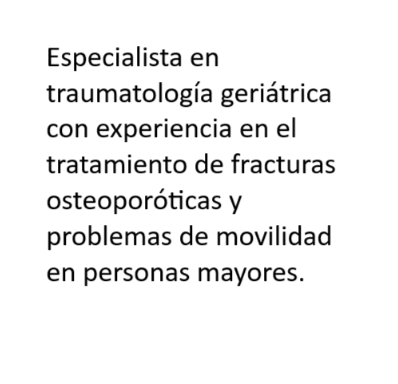 Especialista en
traumatología geriátrica
con experiencia en el
tratamiento de fracturas
osteoporóticas y
problemas de movilidad
en personas mayores.